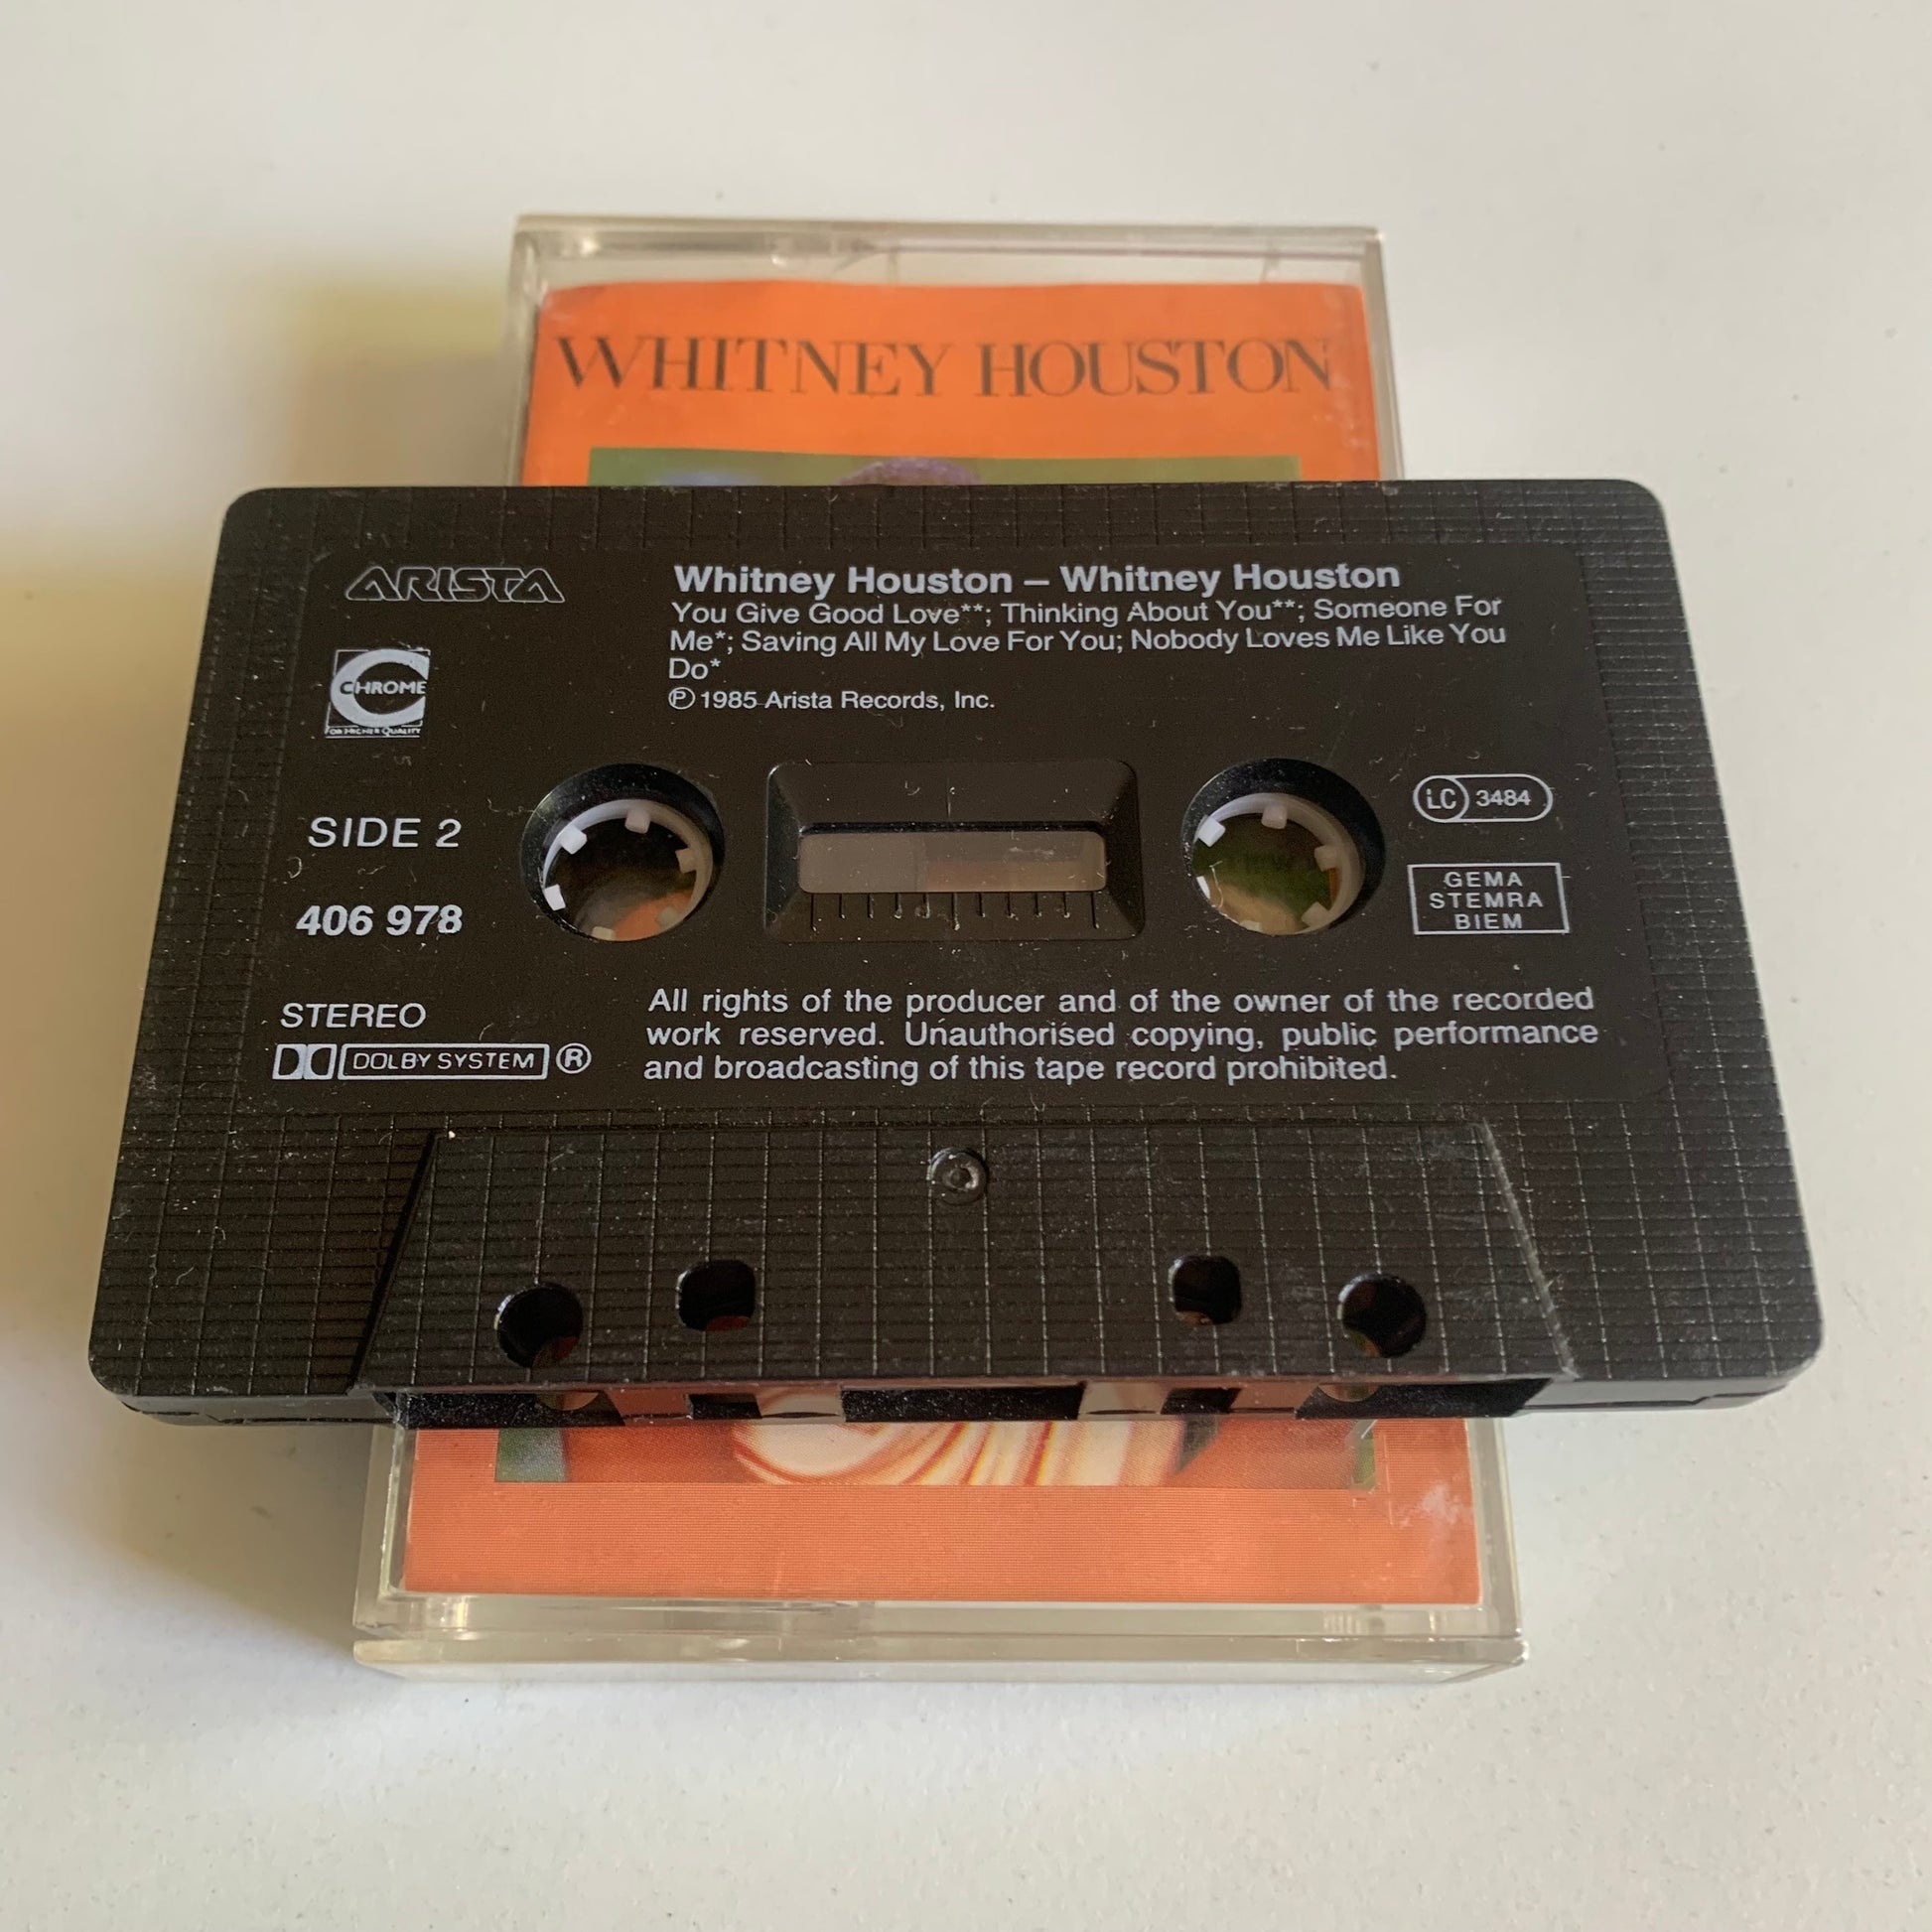 WHITNEY HOUSTON
ARISTA
Whitney Houston – Whitney Houston
You Give Good Love**; Thinking About You**; Someone For
Me*; Saving All My Love For You; Nobody Loves Me Like You
Do*
℗ 1985 Arista Records, Inc.
CHROME
FOR HIGHER QUALITY
SIDE 2
406 978
LC 3484
GEMA
STEMRA
BIEM
STEREO
DOLBY SYSTEM ®
All rights of the producer and of the owner of the recorded
work reserved. Unauthorised copying, public performance
and broadcasting of this tape record prohibited.